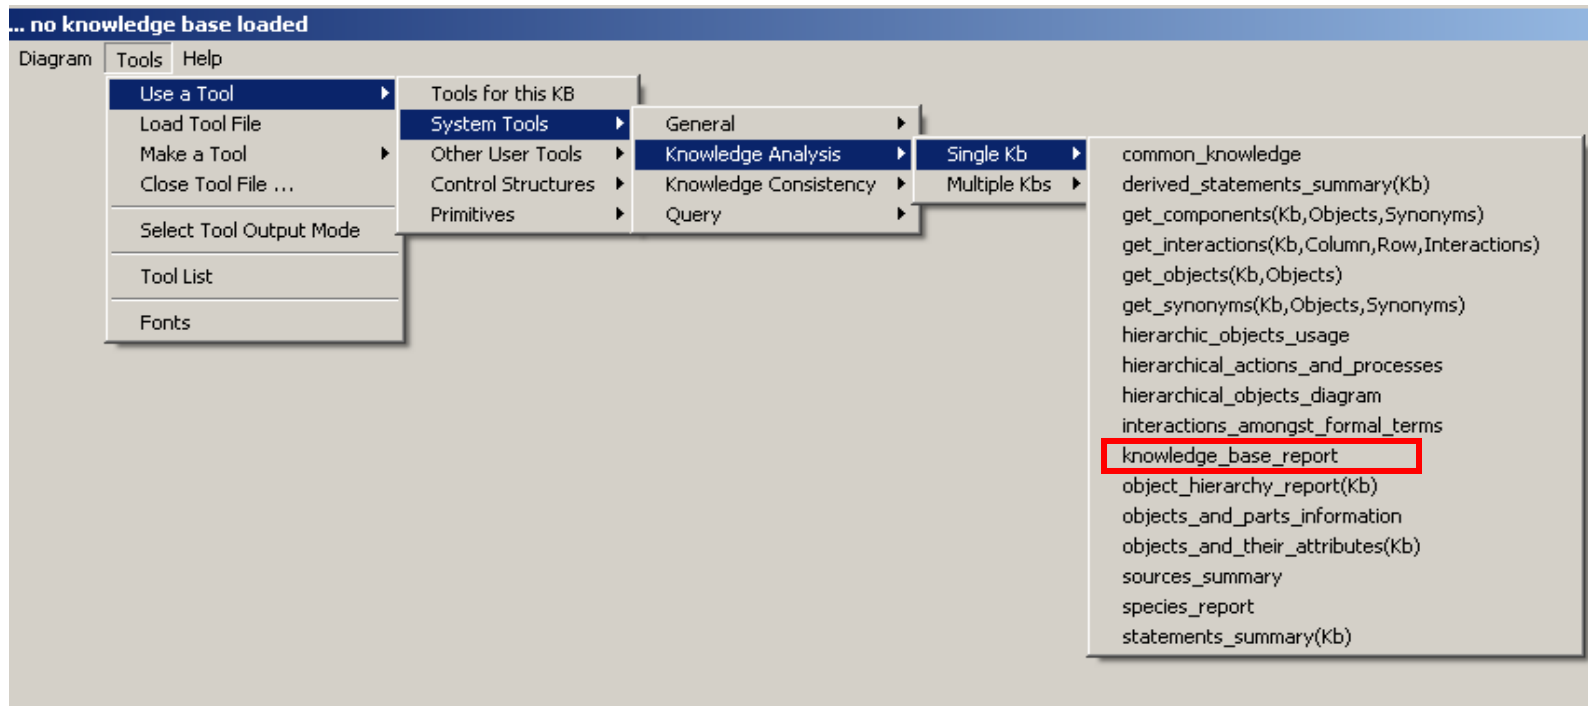 ... no knowledge base loaded
Diagram Tools Help
Use a Tool
Load Tool File
Make a Tool
Close Tool File ...
Select Tool Output Mode
Tool List
Fonts
Tools for this KB
System Tools
Other User Tools
Control Structures
Primitives
General
Knowledge Analysis
Knowledge Consistency
Query
Single Kb
Multiple Kbs
common_knowledge
derived_statements_summary(Kb)
get_components(Kb,Objects,Synonyms)
get_interactions(Kb,Column,Row,Interactions)
get_objects(Kb,Objects)
get_synonyms(Kb,Objects,Synonyms)
hierarchic_objects_usage
hierarchical_actions_and_processes
hierarchical_objects_diagram
interactions_amongst_formal_terms
knowledge_base_report
object_hierarchy_report(Kb)
objects_and_parts_information
objects_and_their_attributes(Kb)
sources_summary
species_report
statements_summary(Kb)